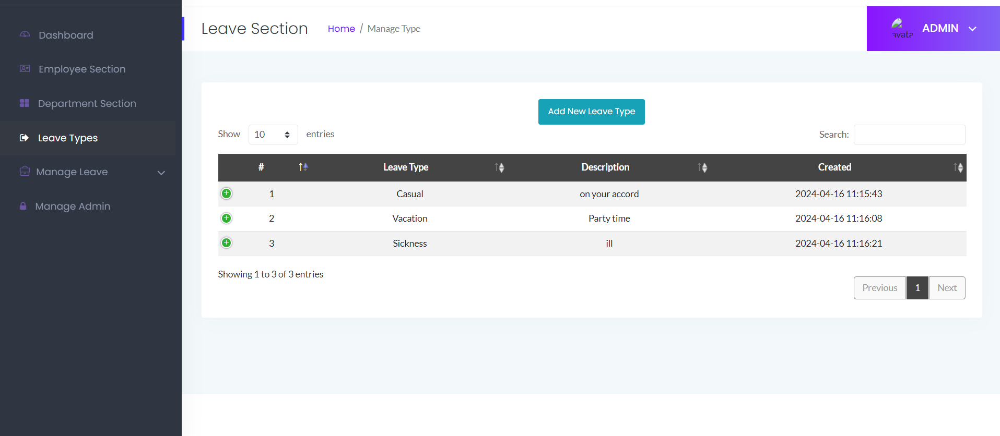 Dashboard
Employee Section
Department Section
Leave Types
Manage Leave
Manage Admin
Leave Section
Home / Manage Type
avata
ADMIN
Add New Leave Type
Show 10 entries
Search:
# Leave Type Description Created
1 Casual on your accord 2024-04-16 11:15:43
2 Vacation Party time 2024-04-16 11:16:08
3 Sickness ill 2024-04-16 11:16:21
Showing 1 to 3 of 3 entries
Previous 1 Next